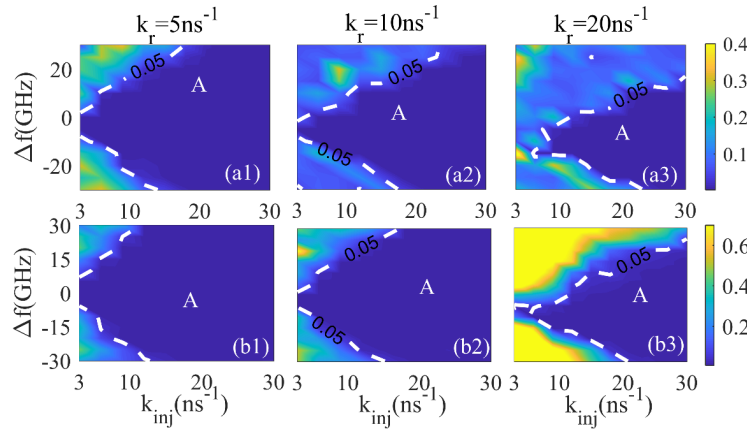 k_r=5ns^-1 k_r=10ns^-1 k_r=20ns^-1
Δf(GHz)
20
0
-20
0.05
A
(a1)
3 10 20 30
0.05
A
0.05
(a2)
3 10 20 30
0.05
A
(a3)
3 10 20 30
0.4
0.3
0.2
0.1
Δf(GHz)
30
15
0
-15
-30
A
(b1)
3 10 20 30
k_inj(ns^-1)
0.05
A
0.05
(b2)
3 10 20 30
k_inj(ns^-1)
0.05
A
(b3)
3 10 20 30
k_inj(ns^-1)
0.6
0.4
0.2